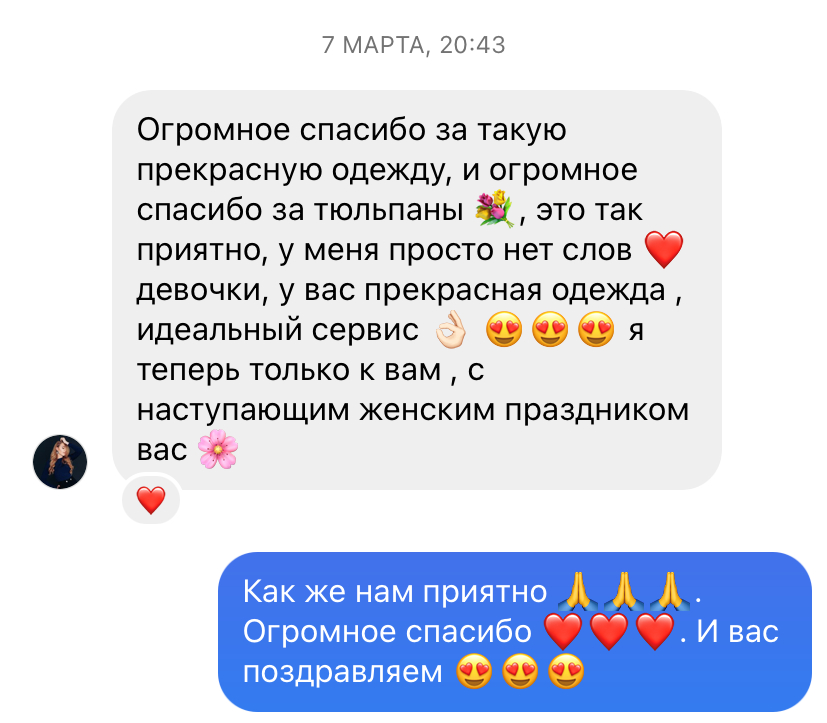 7 МАРТА, 20:43
Огромное спасибо за такую
прекрасную одежду, и огромное
спасибо за тюльпаны 💐, это так
приятно, у меня просто нет слов ❤️
девочки, у вас прекрасная одежда ,
идеальный сервис 👌🏻 😍 😍 😍 я
теперь только к вам , с
наступающим женским праздником
вас 🌸
❤️
Как же нам приятно 🙏🙏🙏.
Огромное спасибо ❤️❤️❤️. И вас
поздравляем 😍 😍 😍